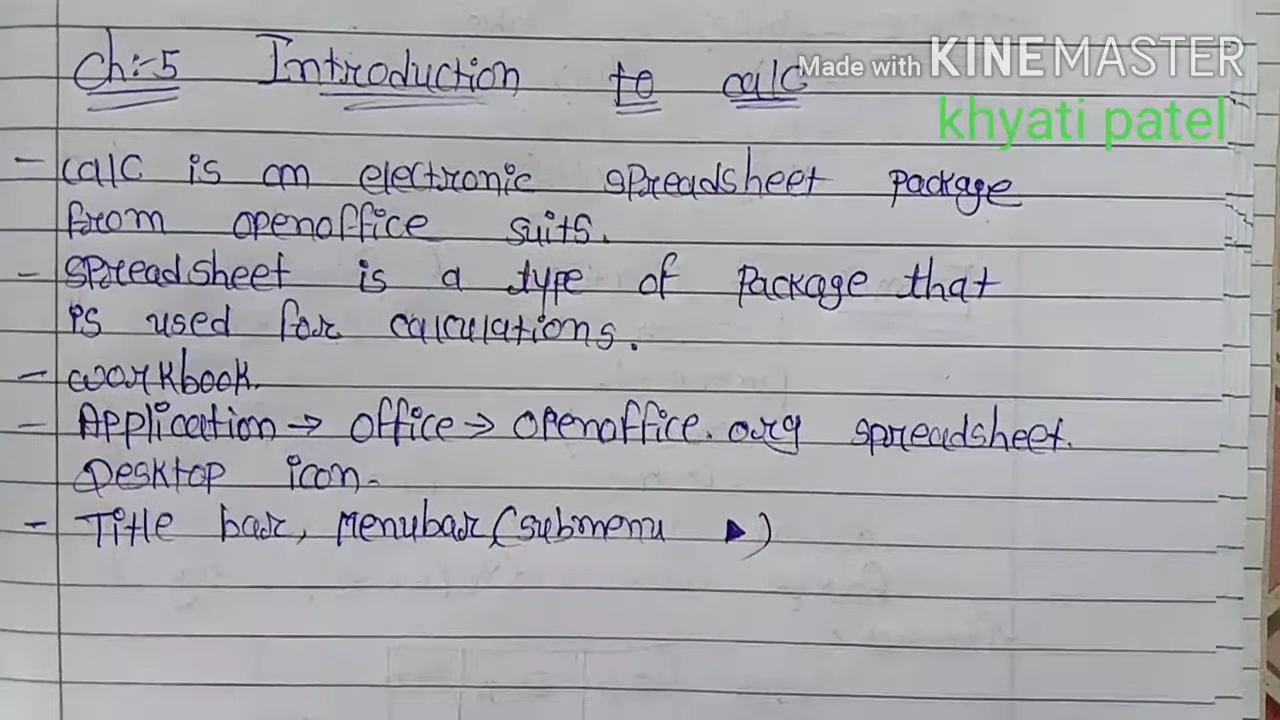 Ch:-5 Introduction to calc
Made with KINEMASTER
khyati patel
- calc is an electronic spreadsheet package
from openoffice suits.
- spreadsheet is a type of package that
is used for calculations.
- workbook.
- Application → office → openoffice.org spreadsheet.
Desktop icon.
- Title bar, Menubar (submenu ▶)